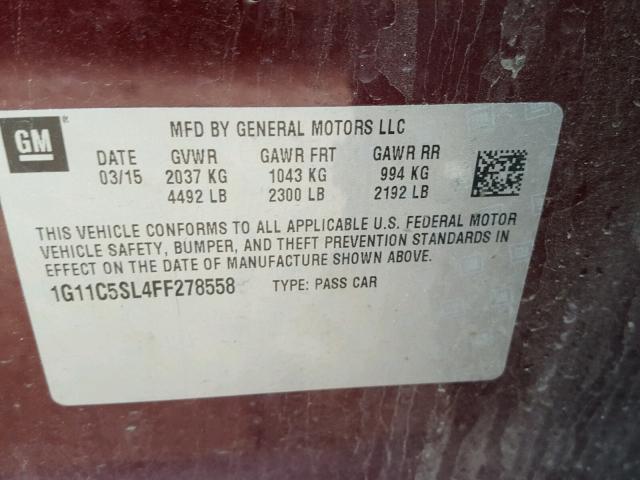 GM
MFD BY GENERAL MOTORS LLC
DATE GVWR GAWR FRT GAWR RR
03/15 2037 KG 1043 KG 994 KG
4492 LB 2300 LB 2192 LB
THIS VEHICLE CONFORMS TO ALL APPLICABLE U.S. FEDERAL MOTOR
VEHICLE SAFETY, BUMPER, AND THEFT PREVENTION STANDARDS IN
EFFECT ON THE DATE OF MANUFACTURE SHOWN ABOVE.
1G11C5SL4FF278558 TYPE: PASS CAR